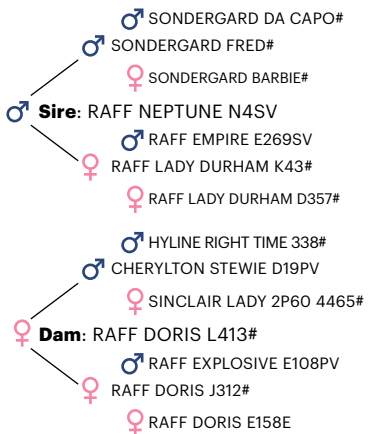 SONDERGARD DA CAPO#
SONDERGARD FRED#
SONDERGARD BARBIE#
Sire: RAFF NEPTUNE N4SV
RAFF EMPIRE E269SV
RAFF LADY DURHAM K43#
RAFF LADY DURHAM D357#
HYLINE RIGHT TIME 338#
CHERYLTON STEWIE D19PV
SINCLAIR LADY 2P60 4465#
Dam: RAFF DORIS L413#
RAFF EXPLOSIVE E108PV
RAFF DORIS J312#
RAFF DORIS E158E